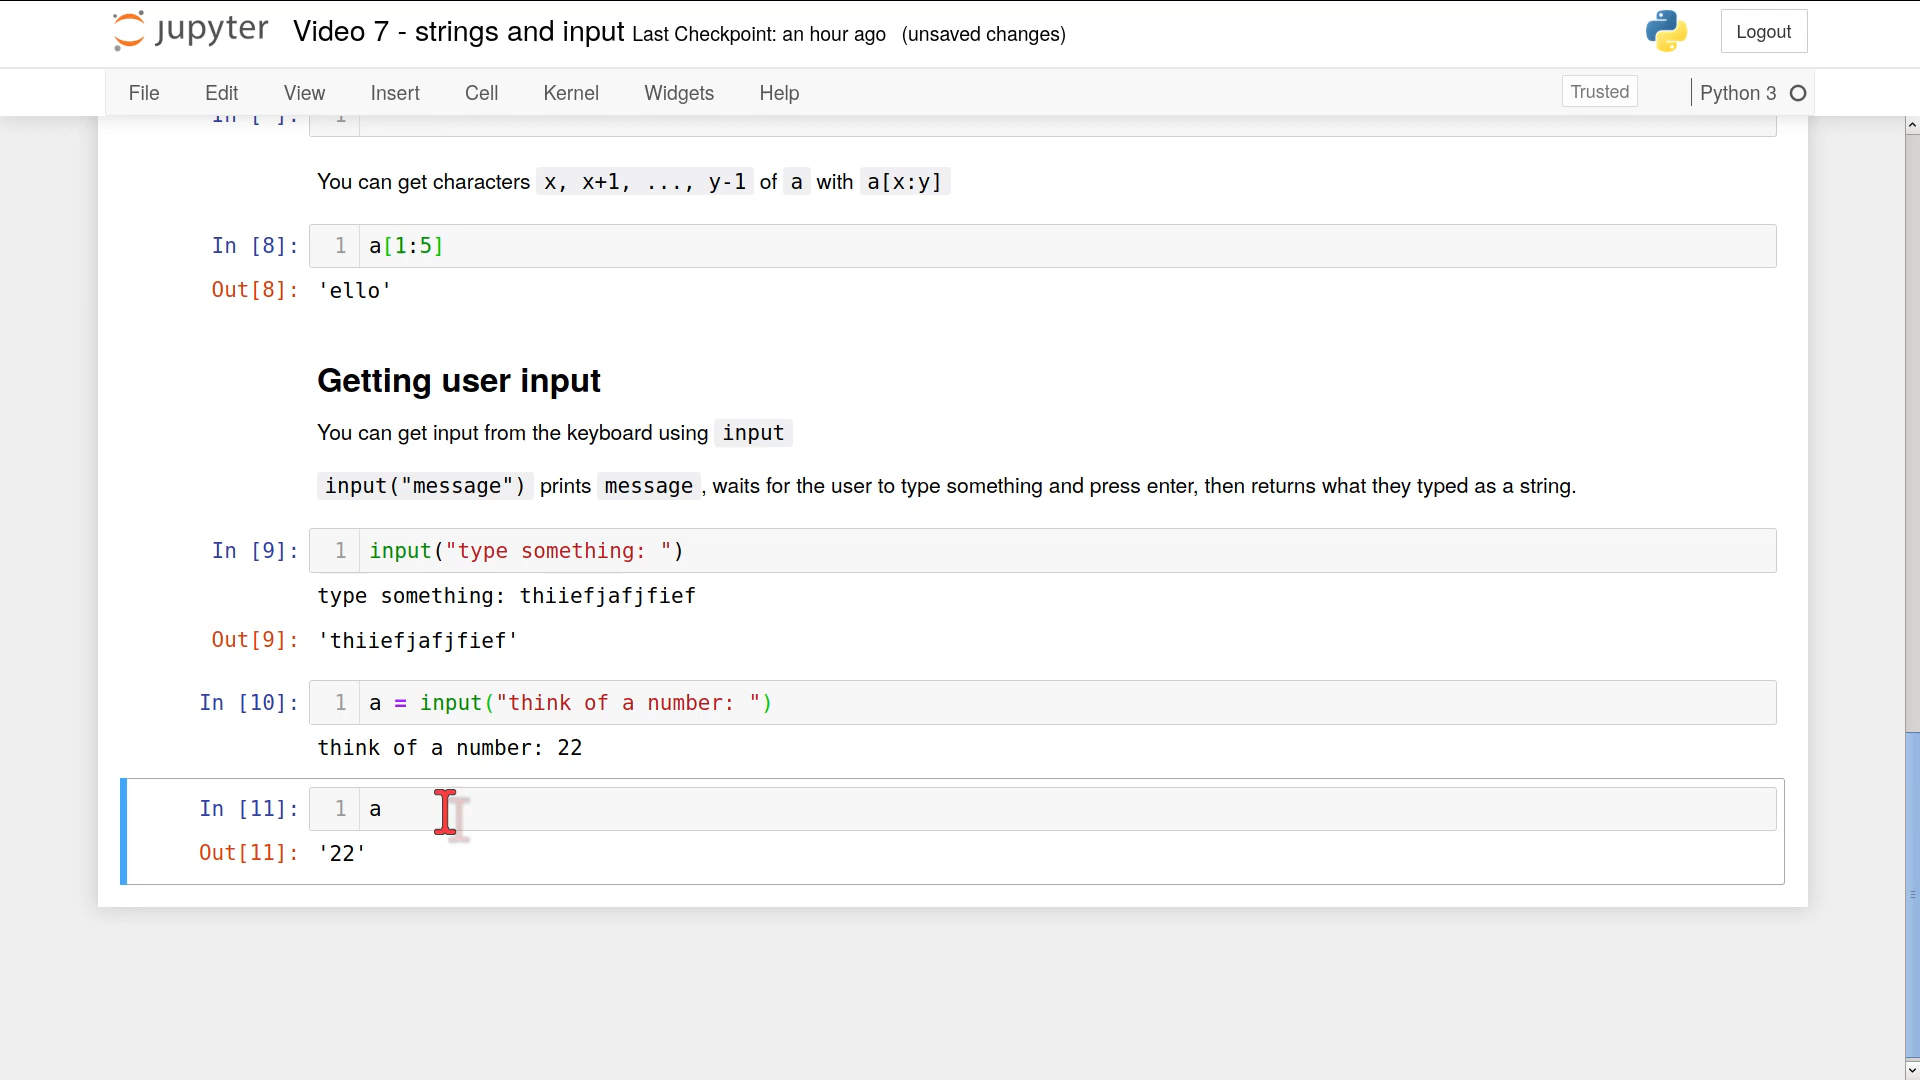 jupyter Video 7 - strings and input Last Checkpoint: an hour ago (unsaved changes) Logout
File Edit View Insert Cell Kernel Widgets Help Trusted Python 3
In [ ]: 1
You can get characters x, x+1, ..., y-1 of a with a[x:y]
In [8]: 1 a[1:5]
Out[8]: 'ello'
Getting user input
You can get input from the keyboard using input
input("message") prints message , waits for the user to type something and press enter, then returns what they typed as a string.
In [9]: 1 input("type something: ")
type something: thiiefjafjfief
Out[9]: 'thiiefjafjfief'
In [10]: 1 a = input("think of a number: ")
think of a number: 22
In [11]: 1 a
Out[11]: '22'